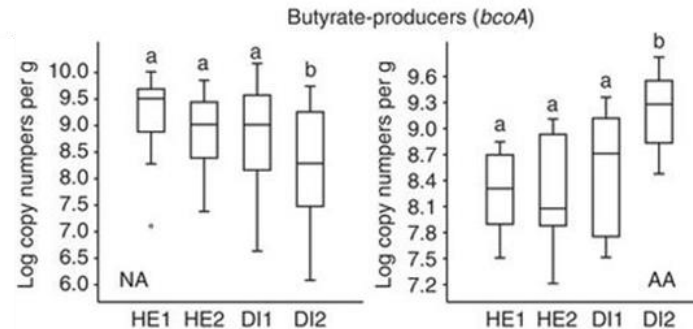 Butyrate-producers (bcoA)
Log copy numbers per g
10.0
9.5
9.0
8.5
8.0
7.5
7.0
6.5
6.0
a
a
a
b
NA
HE1 HE2 DI1 DI2
Log copy numbers per g
9.6
9.3
9.0
8.7
8.4
8.1
7.8
7.5
7.2
a
a
a
b
AA
HE1 HE2 DI1 DI2